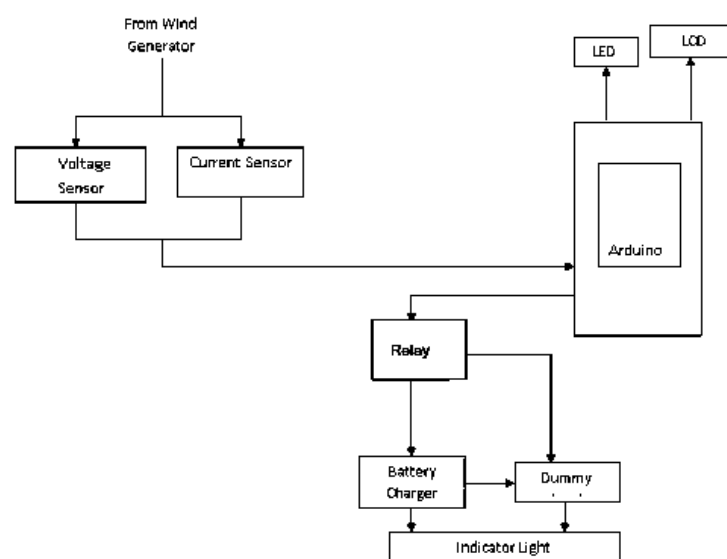 From Wind
Generator
LED
LCD
Voltage
Sensor
Current Sensor
Arduino
Relay
Battery
Charger
Dummy
Indicator Light